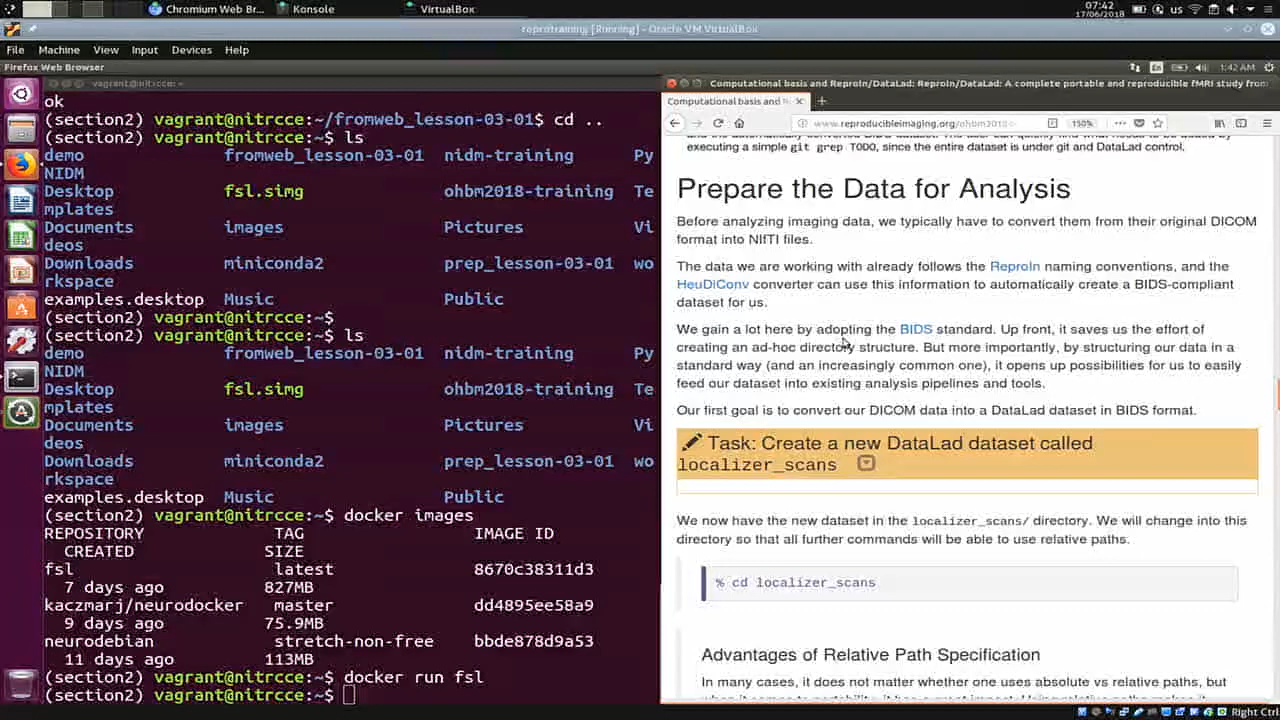 Chromium Web Br... Konsole VirtualBox 07:42
17/06/2018 us
reprotraining [Running] - Oracle VM VirtualBox
File Machine View Input Devices Help
Firefox Web Browser En 1:42 AM
vagrant@nitrcce: ~
ok
(section2) vagrant@nitrcce:~/fromweb_lesson-03-01$ cd ..
(section2) vagrant@nitrcce:~$ ls
demo fromweb_lesson-03-01 nidm-training Py
NIDM
Desktop fsl.simg ohbm2018-training Te
mplates
Documents images Pictures Vi
deos
Downloads miniconda2 prep_lesson-03-01 wo
rkspace
examples.desktop Music Public
(section2) vagrant@nitrcce:~$
(section2) vagrant@nitrcce:~$ ls
demo fromweb_lesson-03-01 nidm-training Py
NIDM
Desktop fsl.simg ohbm2018-training Te
mplates
Documents images Pictures Vi
deos
Downloads miniconda2 prep_lesson-03-01 wo
rkspace
examples.desktop Music Public
(section2) vagrant@nitrcce:~$ docker images
REPOSITORY TAG IMAGE ID
CREATED SIZE
fsl latest 8670c38311d3
7 days ago 827MB
kaczmarj/neurodocker master dd4895ee58a9
9 days ago 75.9MB
neurodebian stretch-non-free bbde878d9a53
11 days ago 113MB
(section2) vagrant@nitrcce:~$ docker run fsl
(section2) vagrant@nitrcce:~$
Computational basis and ReproIn/DataLad: ReproIn/DataLad: A complete portable and reproducible fMRI study from
Computational basis and R
www.reproducibleimaging.org/ohbm2018- 150%
executing a simple git grep TODO, since the entire dataset is under git and DataLad control.
Prepare the Data for Analysis
Before analyzing imaging data, we typically have to convert them from their original DICOM
format into NIfTI files.
The data we are working with already follows the ReproIn naming conventions, and the
HeuDiConv converter can use this information to automatically create a BIDS-compliant
dataset for us.
We gain a lot here by adopting the BIDS standard. Up front, it saves us the effort of
creating an ad-hoc directory structure. But more importantly, by structuring our data in a
standard way (and an increasingly common one), it opens up possibilities for us to easily
feed our dataset into existing analysis pipelines and tools.
Our first goal is to convert our DICOM data into a DataLad dataset in BIDS format.
Task: Create a new DataLad dataset called
localizer_scans
We now have the new dataset in the localizer_scans/ directory. We will change into this
directory so that all further commands will be able to use relative paths.
% cd localizer_scans
Advantages of Relative Path Specification
In many cases, it does not matter whether one uses absolute vs relative paths, but
Right Ctrl